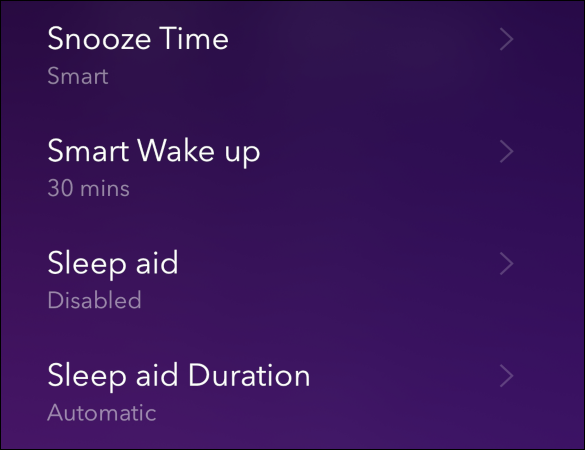 Snooze Time
Smart
Smart Wake up
30 mins
Sleep aid
Disabled
Sleep aid Duration
Automatic